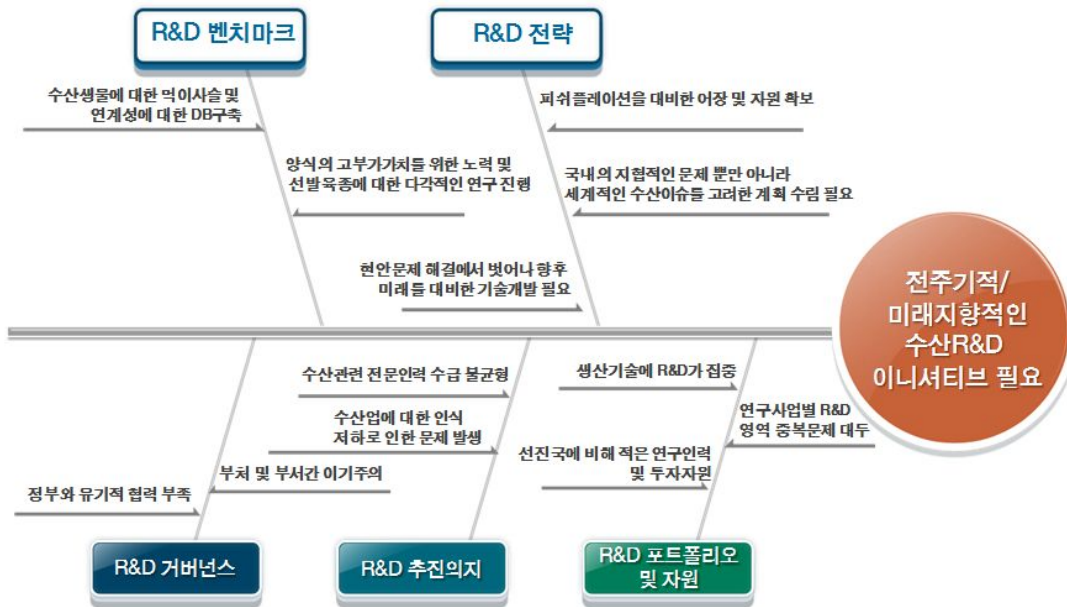 R&D 벤치마크
R&D 전략
수산생물에 대한 먹이사슬 및
연계성에 대한 DB구축
양식의 고부가가치를 위한 노력 및
선발육종에 대한 다각적인 연구 진행
피쉬플레이션을 대비한 어장 및 자원 확보
국내의 지협적인 문제 뿐만 아니라
세계적인 수산이슈를 고려한 계획 수립 필요
현안문제 해결에서 벗어나 향후
미래를 대비한 기술개발 필요
전주기적/
미래지향적인
수산R&D
이니셔티브 필요
수산관련 전문인력 수급 불균형
수산업에 대한 인식
저하로 인한 문제 발생
부처 및 부서간 이기주의
정부와 유기적 협력 부족
생산기술에 R&D가 집중
연구사업별 R&D
영역 중복문제 대두
선진국에 비해 적은 연구인력
및 투자자원
R&D 거버넌스
R&D 추진의지
R&D 포트폴리오
및 자원